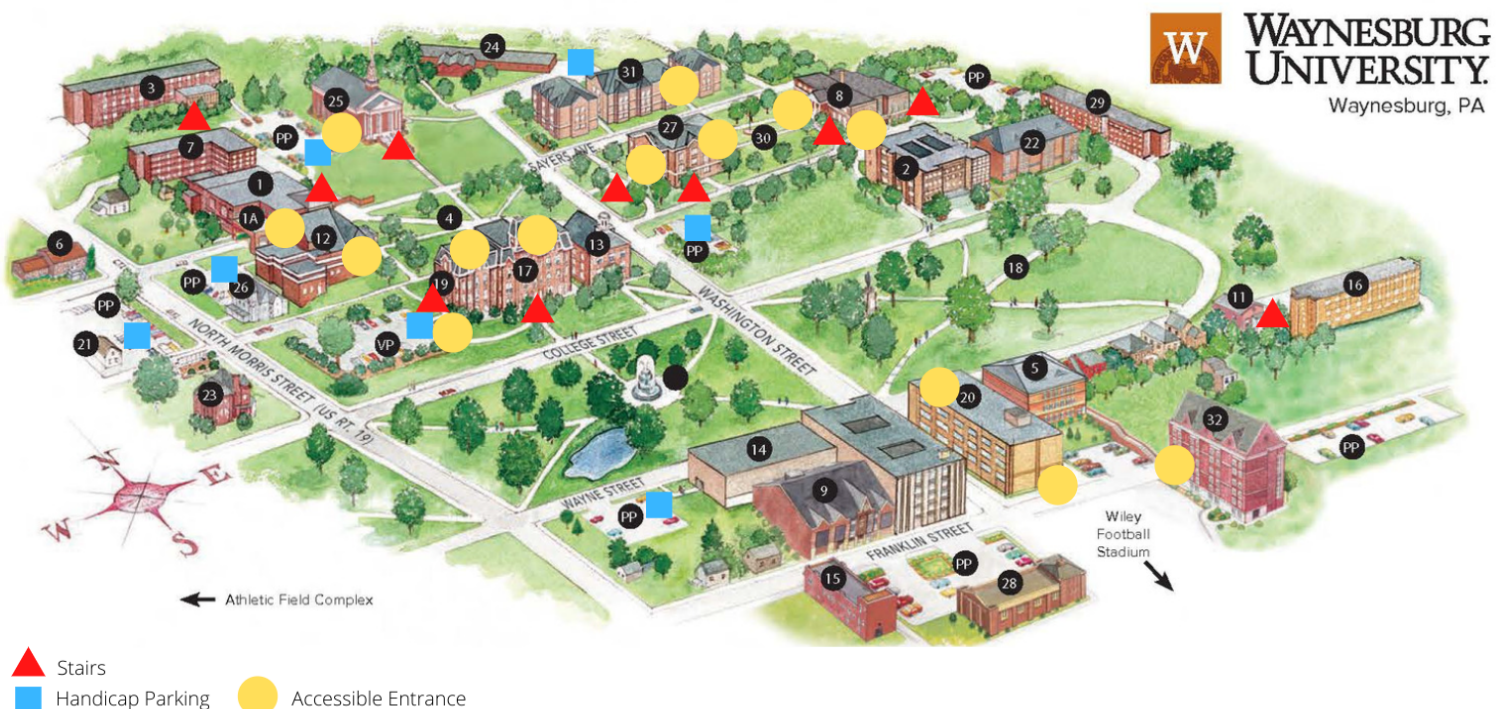 W
WAYNESBURG
UNIVERSITY.
Waynesburg, PA
24
31
3
25
8
PP
29
27
30
PP
7
SAYERS AVE
22
2
1
1A
4
12
13
6
PP
18
17
PP
26
19
PP
11
16
WASHINGTON STREET
NORTH MORRIS STREET (US RT. 19)
21
VP
COLLEGE STREET
23
5
20
32
14
PP
N
E
W
S
9
WAYNE STREET
PP
Wiley
Football
Stadium
FRANKLIN STREET
PP
15
28
Athletic Field Complex
Stairs
Handicap Parking
Accessible Entrance